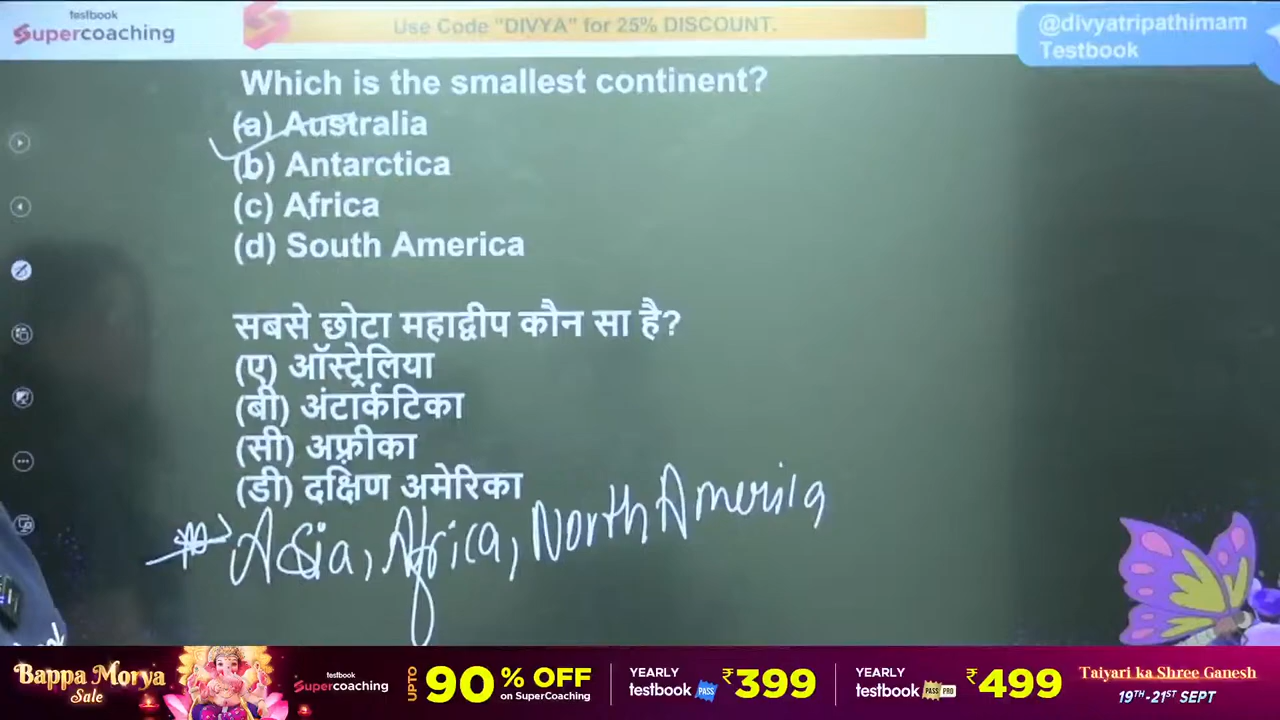 testbook
Supercoaching
Use Code "DIVYA" for 25% DISCOUNT.
@divyatripathimam
Testbook
Which is the smallest continent?
(a) Australia
(b) Antarctica
(c) Africa
(d) South America
सबसे छोटा महाद्वीप कौन सा है?
(ए) ऑस्ट्रेलिया
(बी) अंटार्कटिका
(सी) अफ़्रीका
(डी) दक्षिण अमेरिका
Asia, Africa, North America,
Bappa Morya
Sale
testbook
Supercoaching
UPTO 90% OFF
on SuperCoaching
YEARLY
testbook PASS
₹399
YEARLY
testbook PASS PRO
₹499
Taiyari ka Shree Ganesh
19TH-21ST SEPT